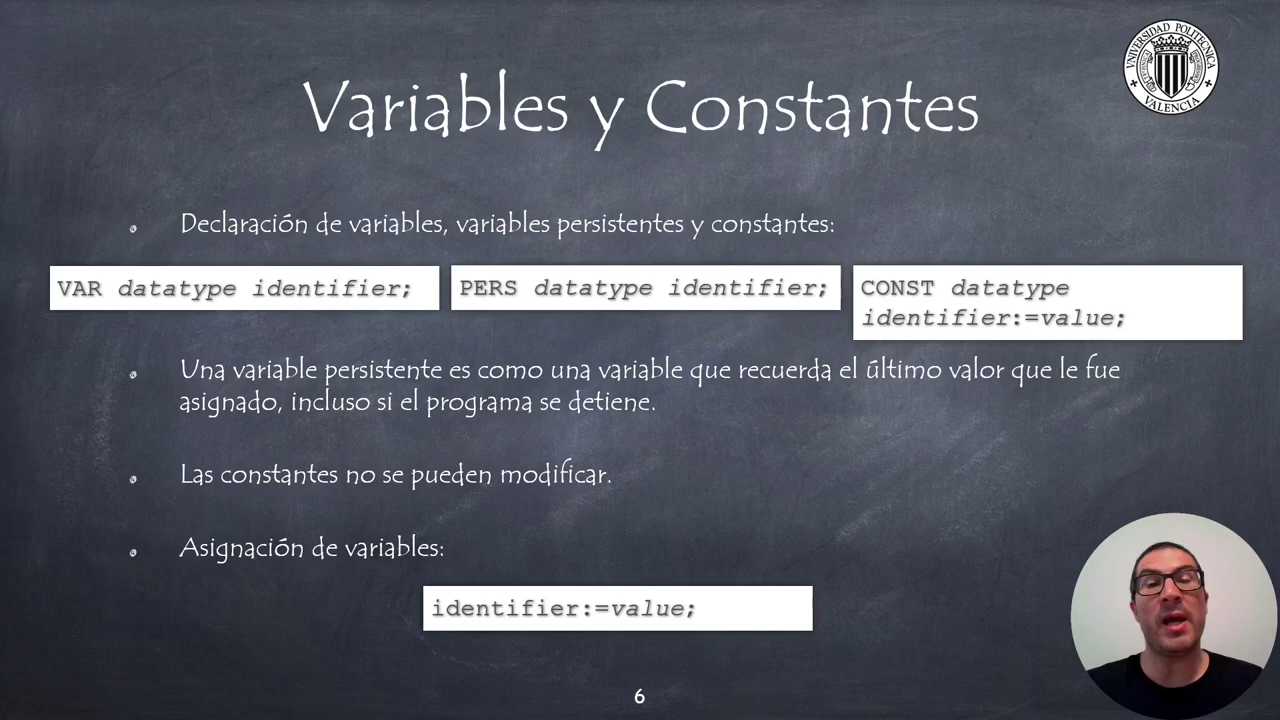 UNIVERSIDAD POLITECNICA
VALENCIA
Variables y Constantes
Declaración de variables, variables persistentes y constantes:
VAR datatype identifier;
PERS datatype identifier;
CONST datatype
identifier:=value;
Una variable persistente es como una variable que recuerda el último valor que le fue
asignado, incluso si el programa se detiene.
Las constantes no se pueden modificar.
Asignación de variables:
identifier:=value;
6